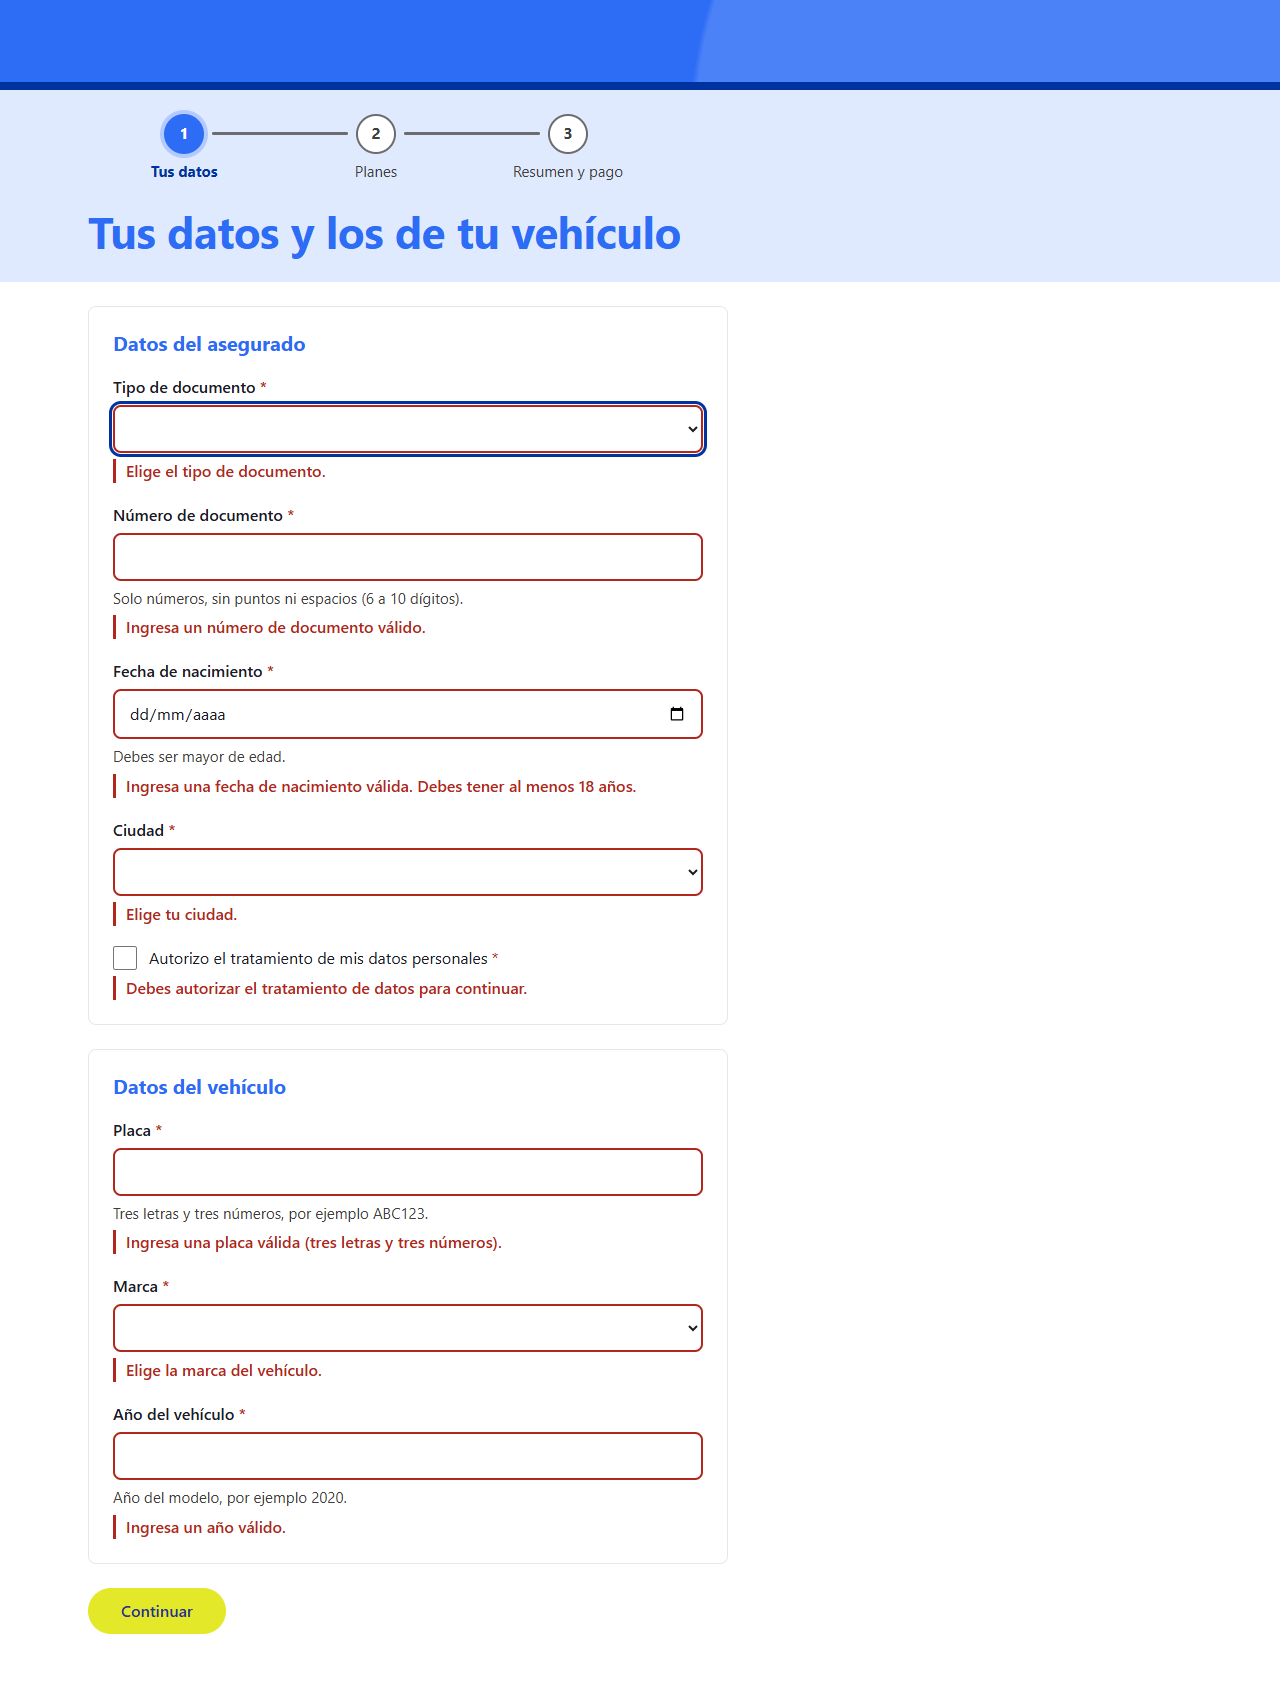 1
2
3
Tus datos
Planes
Resumen y pago
Tus datos y los de tu vehículo
Datos del asegurado
Tipo de documento *
Elige el tipo de documento.
Número de documento *
Solo números, sin puntos ni espacios (6 a 10 dígitos).
Ingresa un número de documento válido.
Fecha de nacimiento *
dd/mm/aaaa
Debes ser mayor de edad.
Ingresa una fecha de nacimiento válida. Debes tener al menos 18 años.
Ciudad *
Elige tu ciudad.
Autorizo el tratamiento de mis datos personales *
Debes autorizar el tratamiento de datos para continuar.
Datos del vehículo
Placa *
Tres letras y tres números, por ejemplo ABC123.
Ingresa una placa válida (tres letras y tres números).
Marca *
Elige la marca del vehículo.
Año del vehículo *
Año del modelo, por ejemplo 2020.
Ingresa un año válido.
Continuar